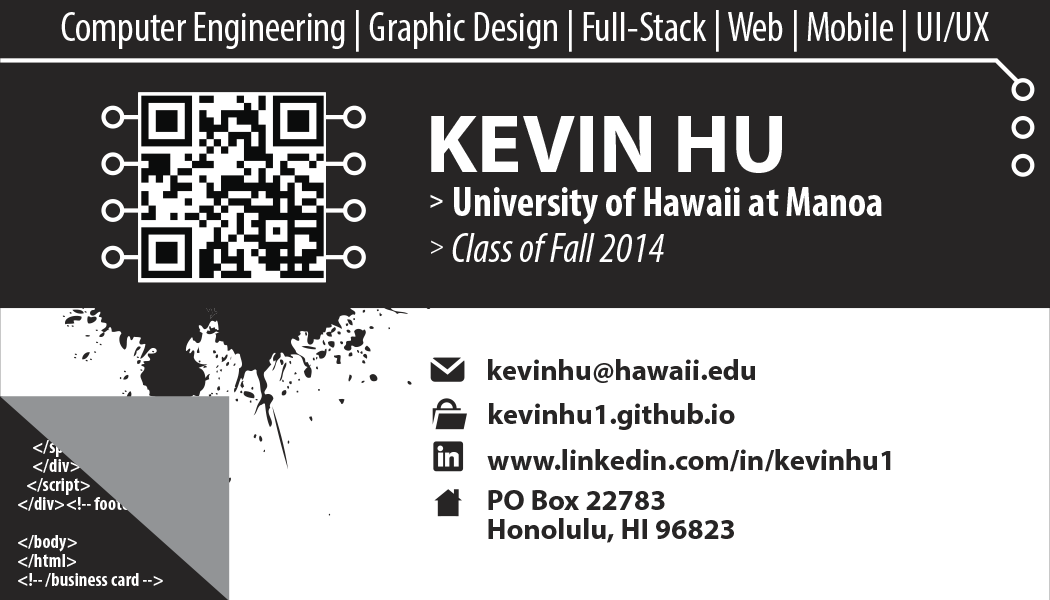 Computer Engineering | Graphic Design | Full-Stack | Web | Mobile | UI/UX
KEVIN HU
> University of Hawaii at Manoa
> Class of Fall 2014
kevinhu@hawaii.edu
kevinhu1.github.io
in www.linkedin.com/in/kevinhu1
PO Box 22783
Honolulu, HI 96823
</sp
</div>
</script>
</div><!-- foot
</body>
</html>
<!-- /business card -->